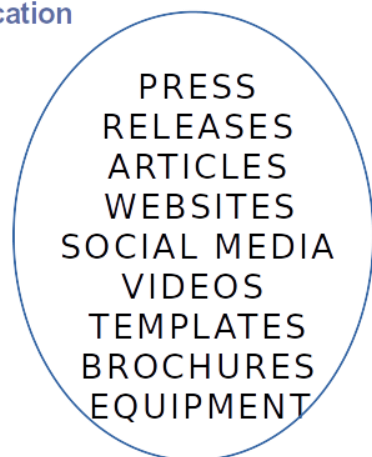 cation
PRESS
RELEASES
ARTICLES
WEBSITES
SOCIAL MEDIA
VIDEOS
TEMPLATES
BROCHURES
EQUIPMENT